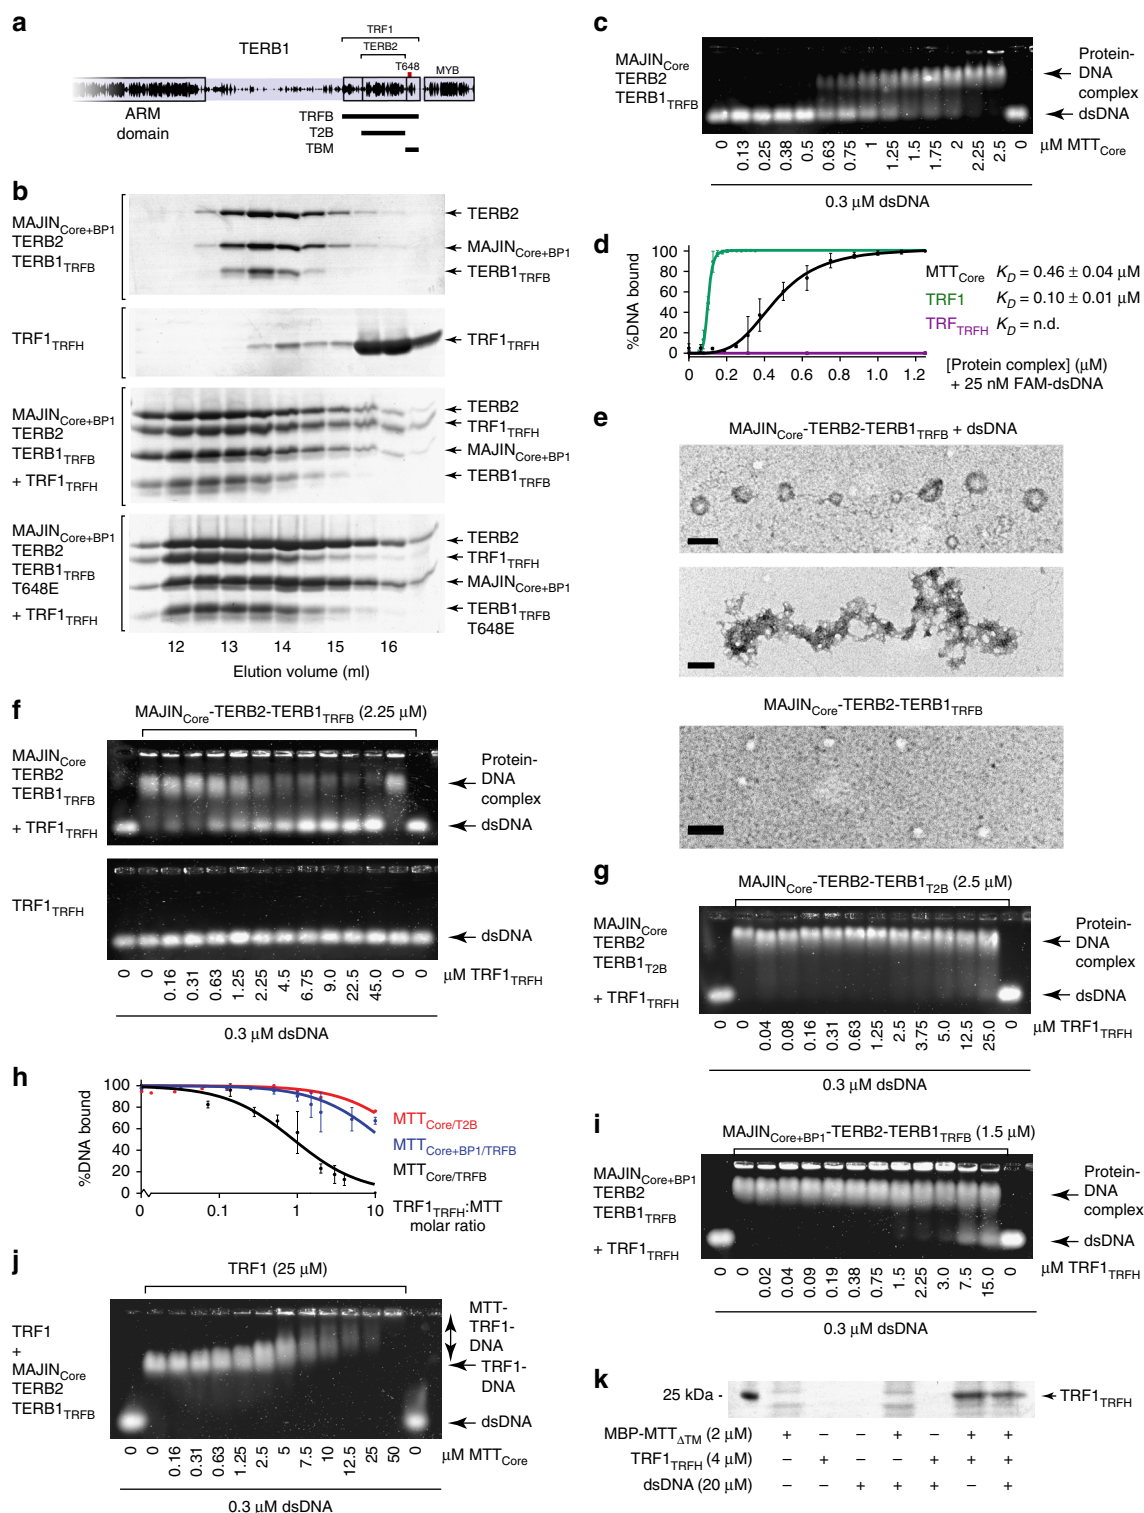 a
TERB1
TRF1
TERB2
T648
MYB
ARM
domain
TRFB
T2B
TBM
b
MAJINCore+BP1
TERB2
TERB1TRFB
TERB2
MAJINCore+BP1
TERB1TRFB
TRF1TRFH
TRF1TRFH
MAJINCore+BP1
TERB2
TERB1TRFB
+ TRF1TRFH
TERB2
TRF1TRFH
MAJINCore+BP1
TERB1TRFB
MAJINCore+BP1
TERB2
TERB1TRFB
T648E
+ TRF1TRFH
TERB2
TRF1TRFH
MAJINCore+BP1
TERB1TRFB
T648E
12 13 14 15 16
Elution volume (ml)
c
MAJINCore
TERB2
TERB1TRFB
Protein-
DNA
complex
dsDNA
0 0.13 0.25 0.38 0.5 0.63 0.75 1 1.25 1.5 1.75 2 2.25 2.5 0
μM MTTCore
0.3 μM dsDNA
d
%DNA bound
100
80
60
40
20
0
0 0.2 0.4 0.6 0.8 1.0 1.2
MTTCore KD = 0.46 ± 0.04 μM
TRF1 KD = 0.10 ± 0.01 μM
TRFTRFH KD = n.d.
[Protein complex] (μM)
+ 25 nM FAM-dsDNA
e
MAJINCore-TERB2-TERB1TRFB + dsDNA
MAJINCore-TERB2-TERB1TRFB
f
MAJINCore-TERB2-TERB1TRFB (2.25 μM)
MAJINCore
TERB2
TERB1TRFB
+ TRF1TRFH
Protein-
DNA
complex
dsDNA
TRF1TRFH
dsDNA
0 0 0.16 0.31 0.63 1.25 2.25 4.5 6.75 9.0 22.5 45.0 0 0
μM TRF1TRFH
0.3 μM dsDNA
g
MAJINCore-TERB2-TERB1T2B (2.5 μM)
MAJINCore
TERB2
TERB1T2B
+ TRF1TRFH
Protein-
DNA
complex
dsDNA
0 0 0.04 0.08 0.16 0.31 0.63 1.25 2.5 3.75 5.0 12.5 25.0 0
μM TRF1TRFH
0.3 μM dsDNA
h
%DNA bound
100
80
60
40
20
0
0 0.1 1 10
MTTCore/T2B
MTTCore+BP1/TRFB
MTTCore/TRFB
TRF1TRFH:MTT
molar ratio
i
MAJINCore+BP1-TERB2-TERB1TRFB (1.5 μM)
MAJINCore+BP1
TERB2
TERB1TRFB
+ TRF1TRFH
Protein-
DNA
complex
dsDNA
0 0 0.02 0.04 0.09 0.19 0.38 0.75 1.5 2.25 3.0 7.5 15.0 0
μM TRF1TRFH
0.3 μM dsDNA
j
TRF1 (25 μM)
TRF1
+
MAJINCore
TERB2
TERB1TRFB
MTT-
TRF1-
DNA
TRF1-
DNA
dsDNA
0 0 0.16 0.31 0.63 1.25 2.5 5 7.5 10 12.5 25 50 0
μM MTTCore
0.3 μM dsDNA
k
25 kDa -
TRF1TRFH
MBP-MTTΔTM (2 μM) + – – + – + +
TRF1TRFH (4 μM) – + – – + + +
dsDNA (20 μM) – – + + + – +